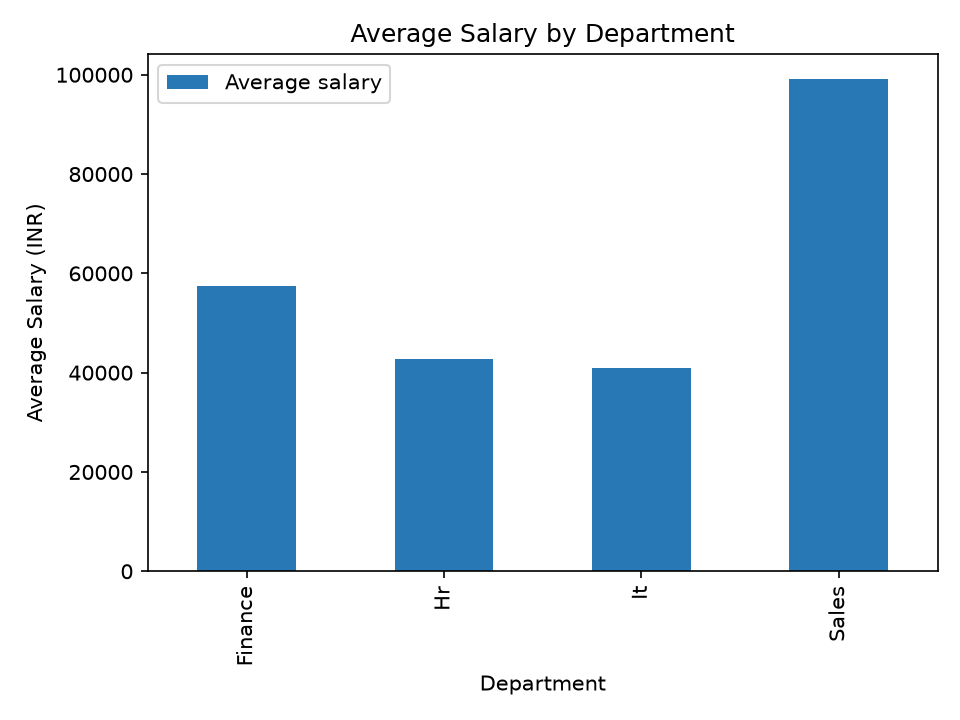 Average Salary by Department
Average salary
Average Salary (INR)
100000
80000
60000
40000
20000
0
Finance
Hr
It
Sales
Department